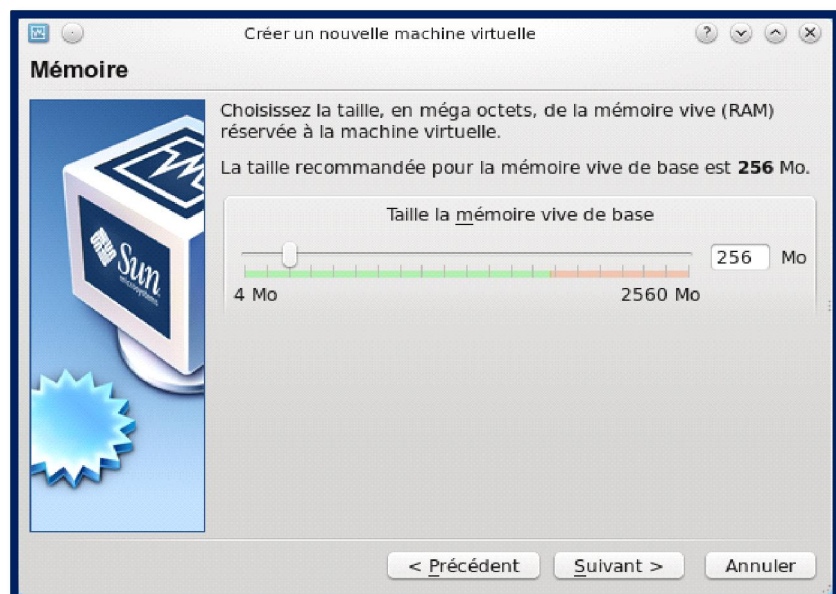 Créer un nouvelle machine virtuelle
Mémoire
Choisissez la taille, en méga octets, de la mémoire vive (RAM)
réservée à la machine virtuelle.
La taille recommandée pour la mémoire vive de base est 256 Mo.
Taille la mémoire vive de base
256 Mo
4 Mo 2560 Mo
Sun
microsystems
< Précédent Suivant > Annuler